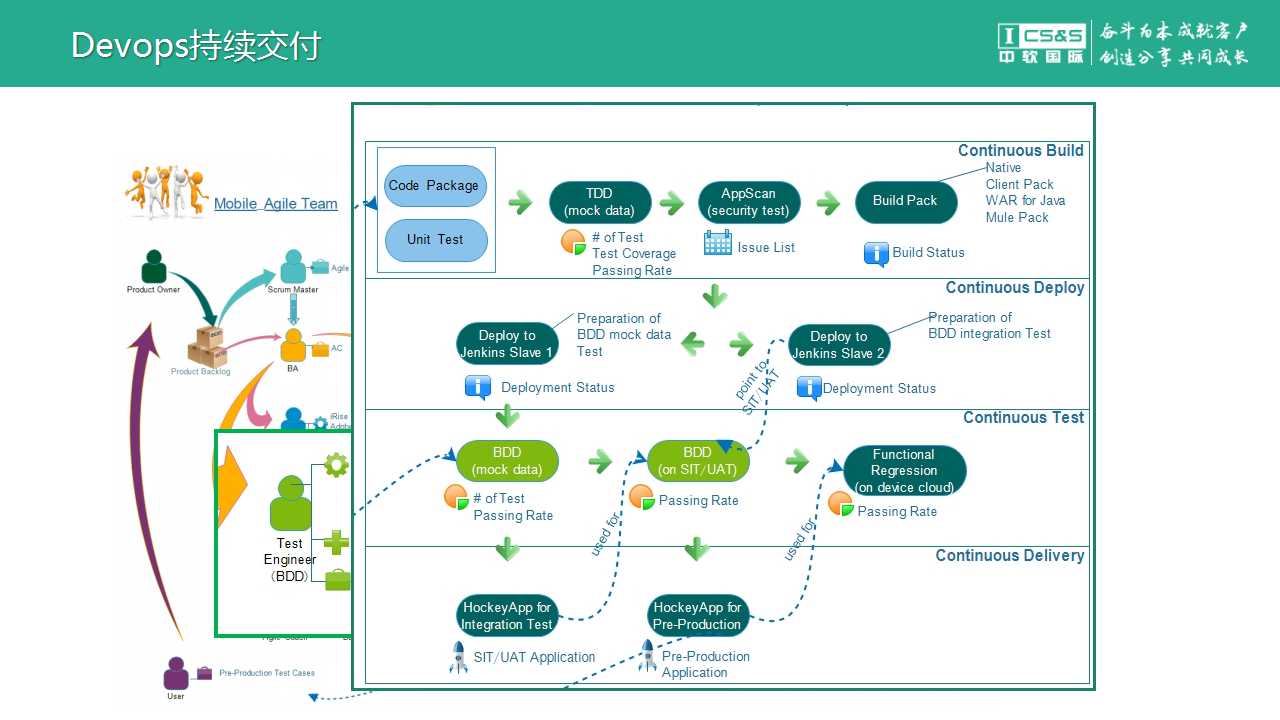 Devops持续交付
I CS&S
中软国际
奋斗为本 成就客户
创造分享 共同成长
Mobile Agile Team
Product Owner
Scrum Master
Agile
Product Backlog
BA
AC
iRise
Test
Engineer
(BDD)
User
Pre-Production Test Cases
Continuous Build
Code Package
Unit Test
TDD
(mock data)
# of Test
Test Coverage
Passing Rate
AppScan
(security test)
Issue List
Build Pack
Native
Client Pack
WAR for Java
Mule Pack
Build Status
Continuous Deploy
Deploy to
Jenkins Slave 1
Preparation of
BDD mock data
Test
Deployment Status
Deploy to
Jenkins Slave 2
Preparation of
BDD integration Test
Deployment Status
point to
SIT/UAT
Continuous Test
BDD
(mock data)
# of Test
Passing Rate
BDD
(on SIT/UAT)
Passing Rate
Functional
Regression
(on device cloud)
Passing Rate
used for
used for
Continuous Delivery
HockeyApp for
Integration Test
SIT/UAT Application
HockeyApp for
Pre-Production
Pre-Production
Application